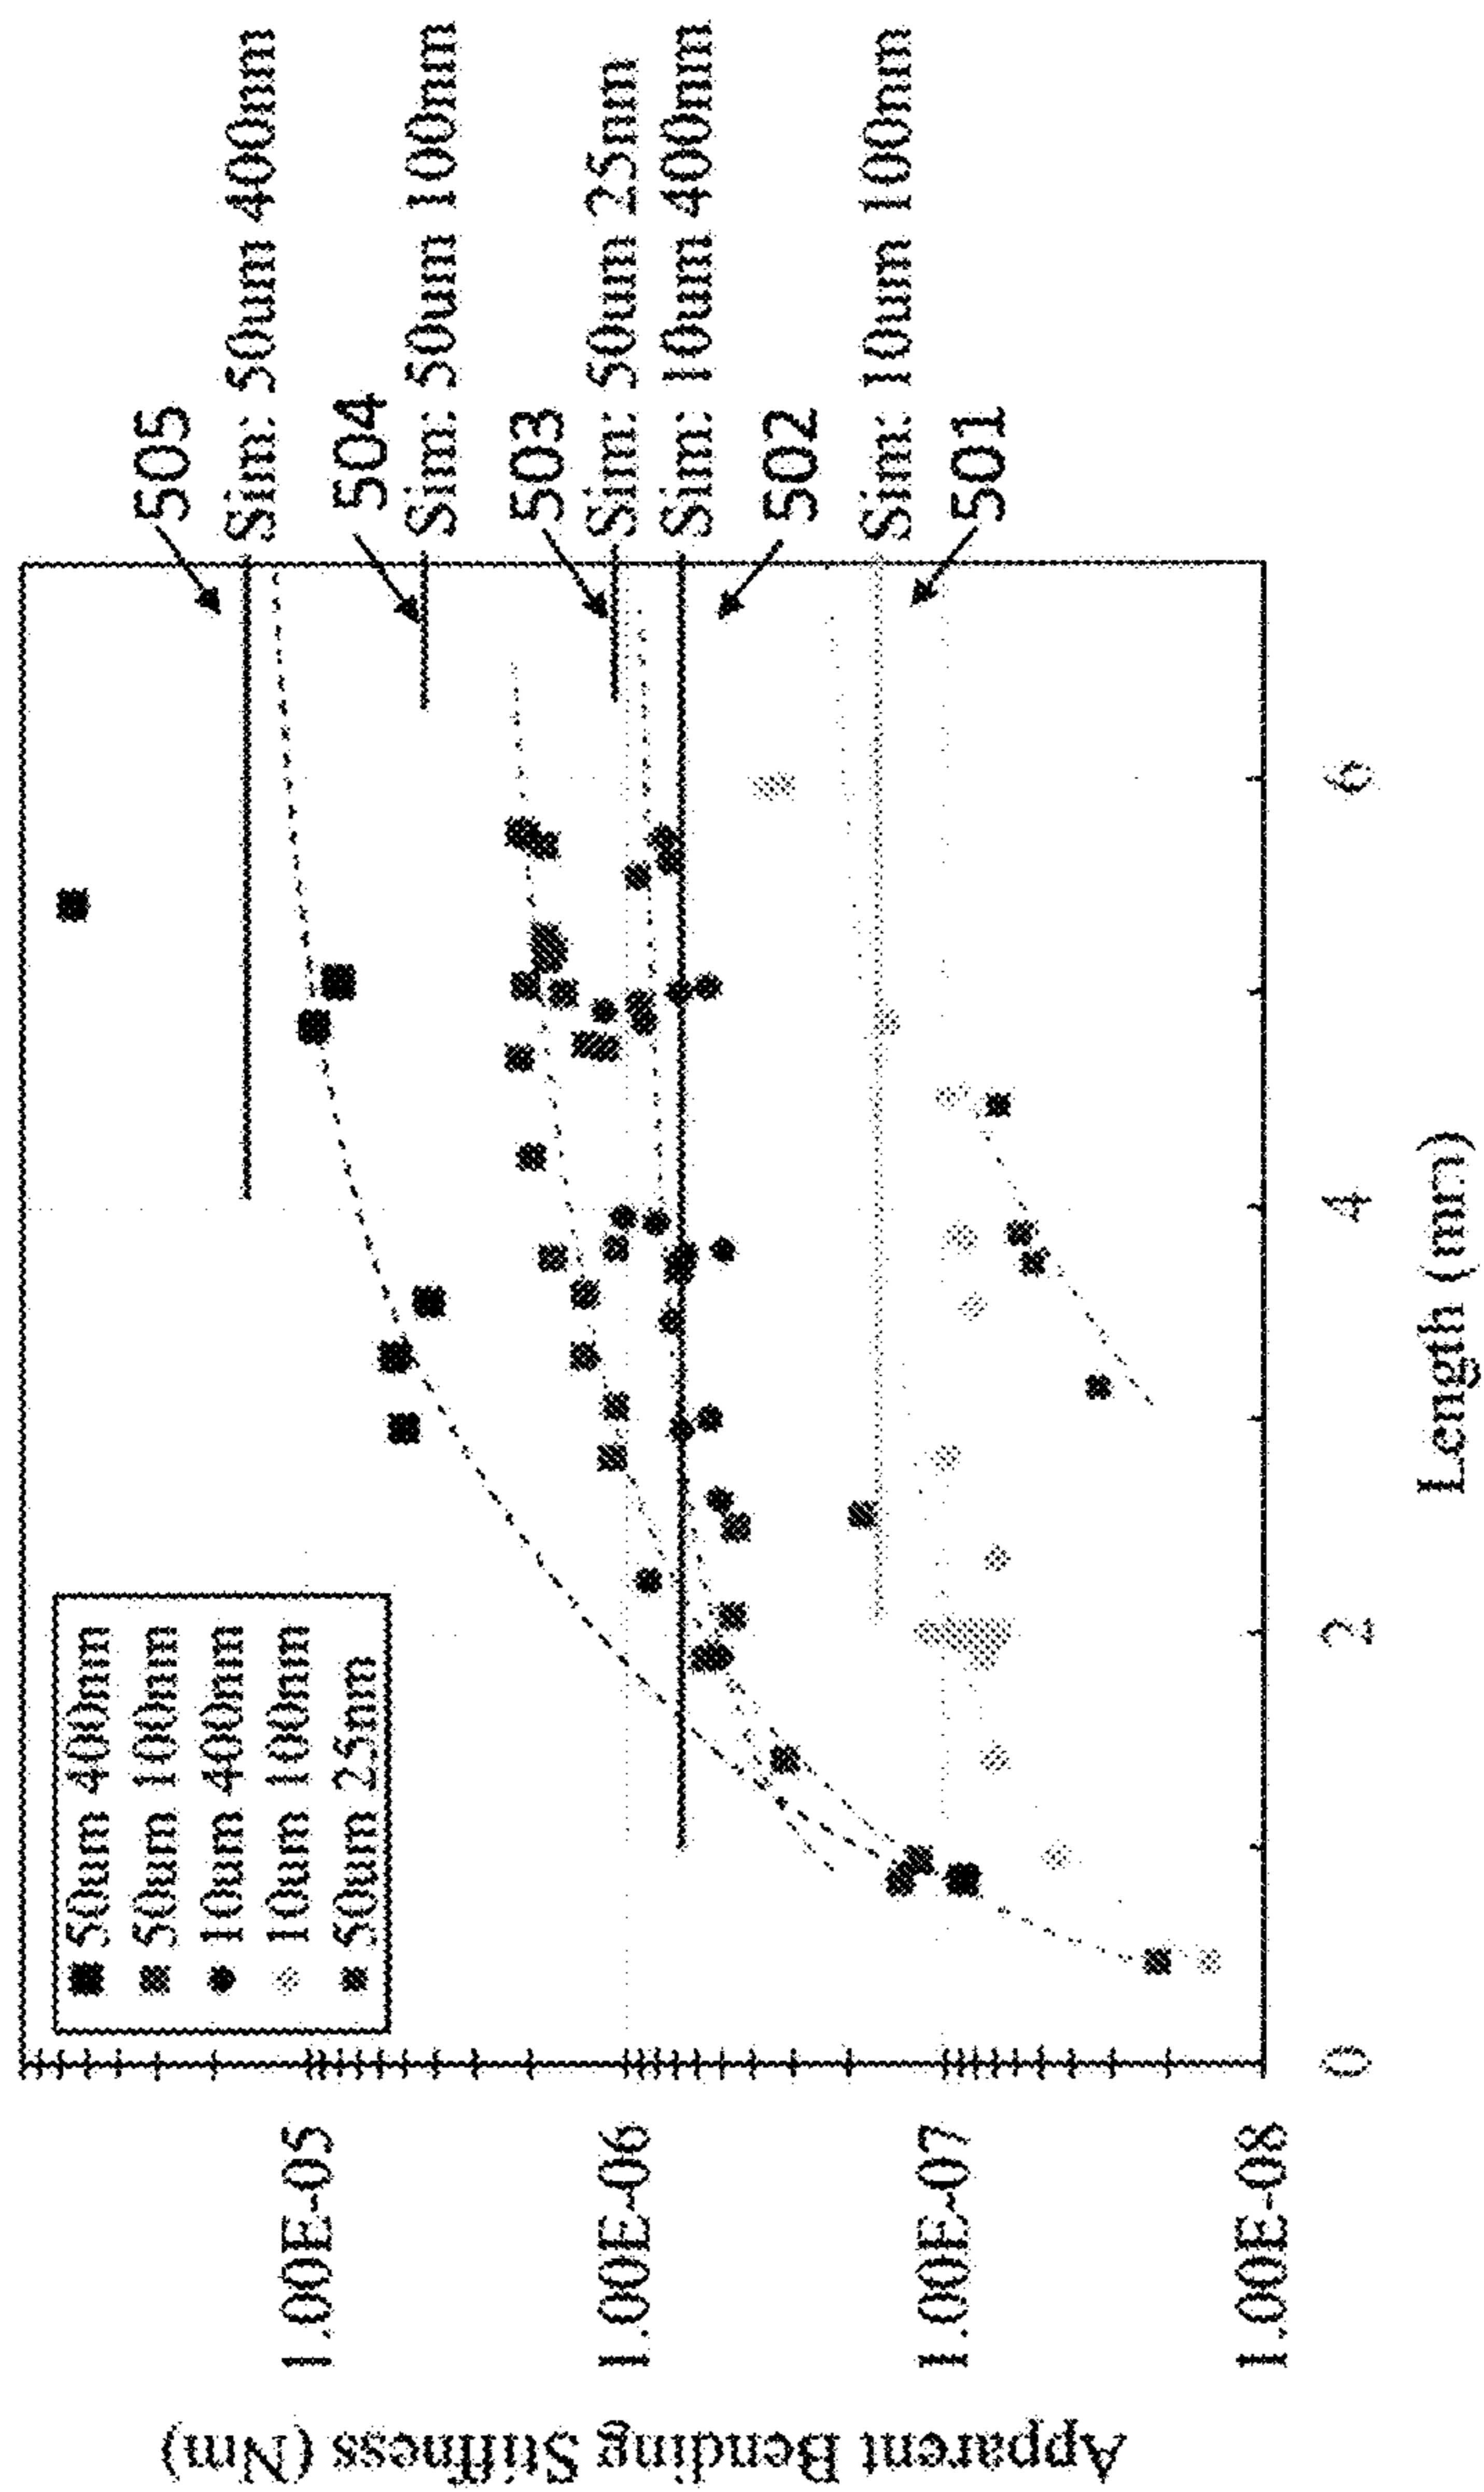 Apparent Bending Stiffness (Nm)
1.00E-05
1.00E-06
1.00E-07
1.00E-08
50um 400nm
50um 100nm
10um 400nm
10um 100nm
50um 25nm
505
Sim: 50um 400nm
504
Sim: 50um 100nm
503
Sim: 50um 25nm
Sim: 10um 400nm
502
Sim: 10um 100nm
501
0
2
4
6
Length (mm)